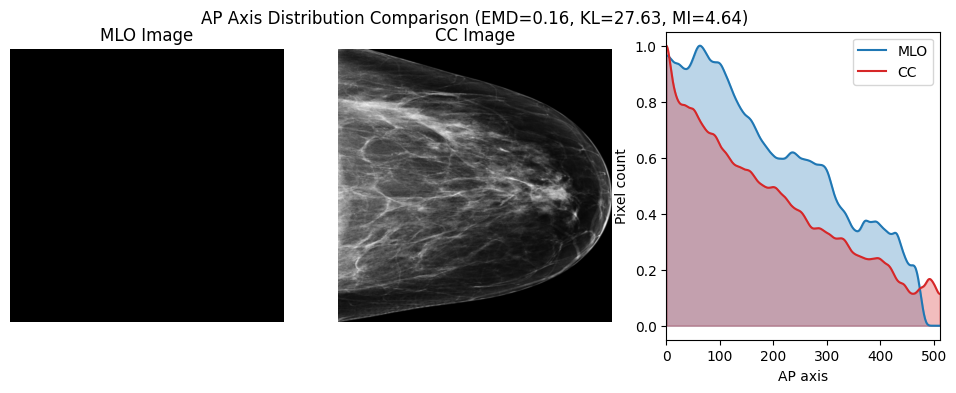 AP Axis Distribution Comparison (EMD=0.16, KL=27.63, MI=4.64)
MLO Image
CC Image
MLO
CC
Pixel count
1.0
0.8
0.6
0.4
0.2
0.0
0 100 200 300 400 500
AP axis